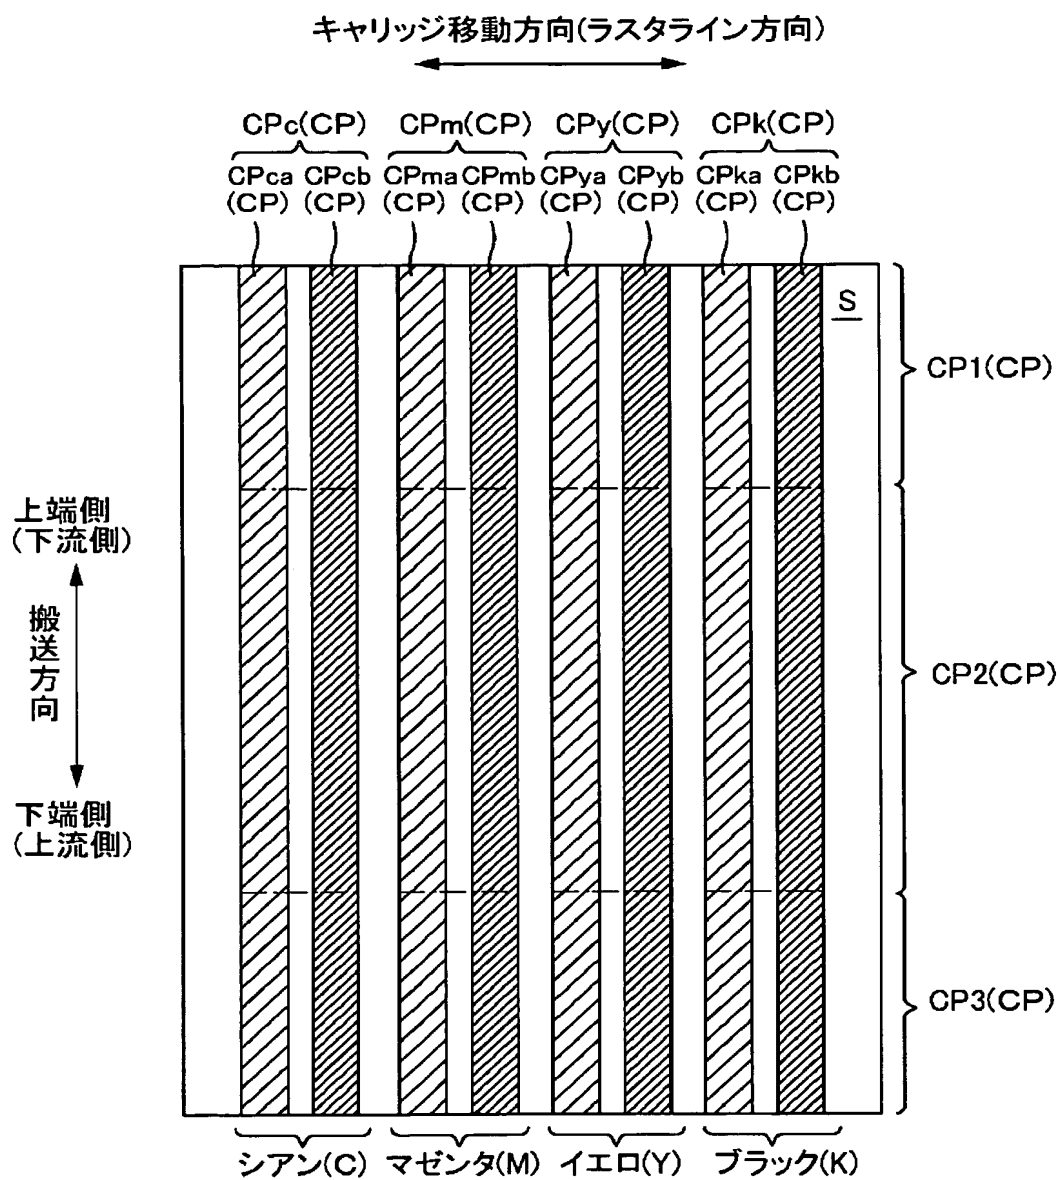 キャリッジ移動方向(ラスタライン方向)
CPc(CP) CPm(CP) CPy(CP) CPk(CP)
CPca CPcb CPma CPmb CPya CPyb CPka CPkb
(CP) (CP) (CP) (CP) (CP) (CP) (CP) (CP)
S
CP1(CP)
上端側
(下流側)
搬送方向
CP2(CP)
下端側
(上流側)
CP3(CP)
シアン(C) マゼンタ(M) イエロ(Y) ブラック(K)